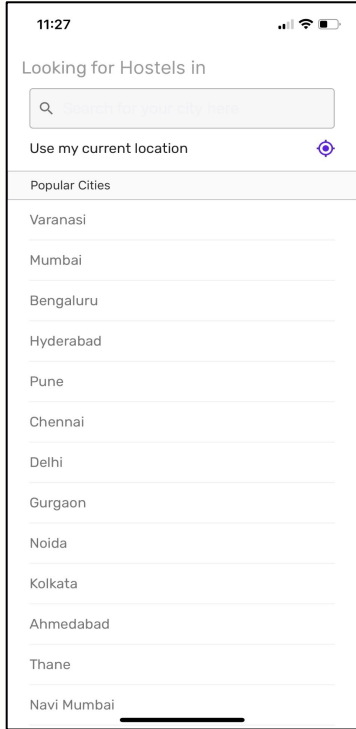 11:27
Looking for Hostels in
Search for your city here
Use my current location
Popular Cities
Varanasi
Mumbai
Bengaluru
Hyderabad
Pune
Chennai
Delhi
Gurgaon
Noida
Kolkata
Ahmedabad
Thane
Navi Mumbai